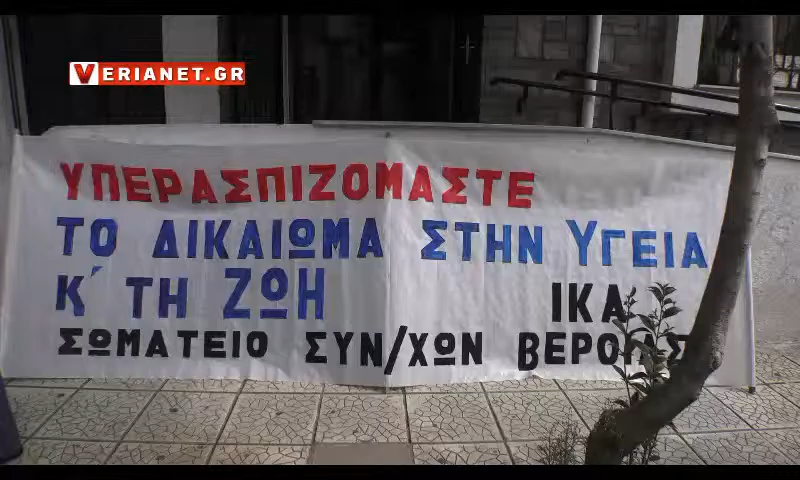 VERIANET.GR
ΥΠΕΡΑΣΠΙΖΟΜΑΣΤΕ
ΤΟ ΔΙΚΑΙΩΜΑ ΣΤΗΝ ΥΓΕΙΑ
Κ΄ ΤΗ ΖΩΗ ΙΚΑ
ΣΩΜΑΤΕΙΟ ΣΥΝ/ΧΩΝ ΒΕΡΟΙΑΣ